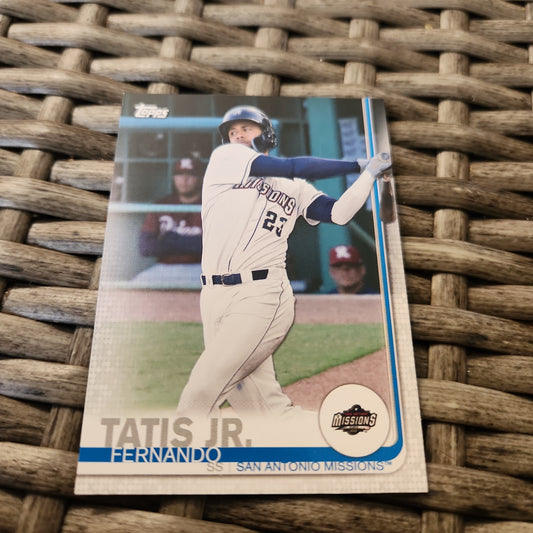 Topps
MISSIONS
23
MISSIONS
TATIS JR.
FERNANDO
SS
SAN ANTONIO MISSIONS™